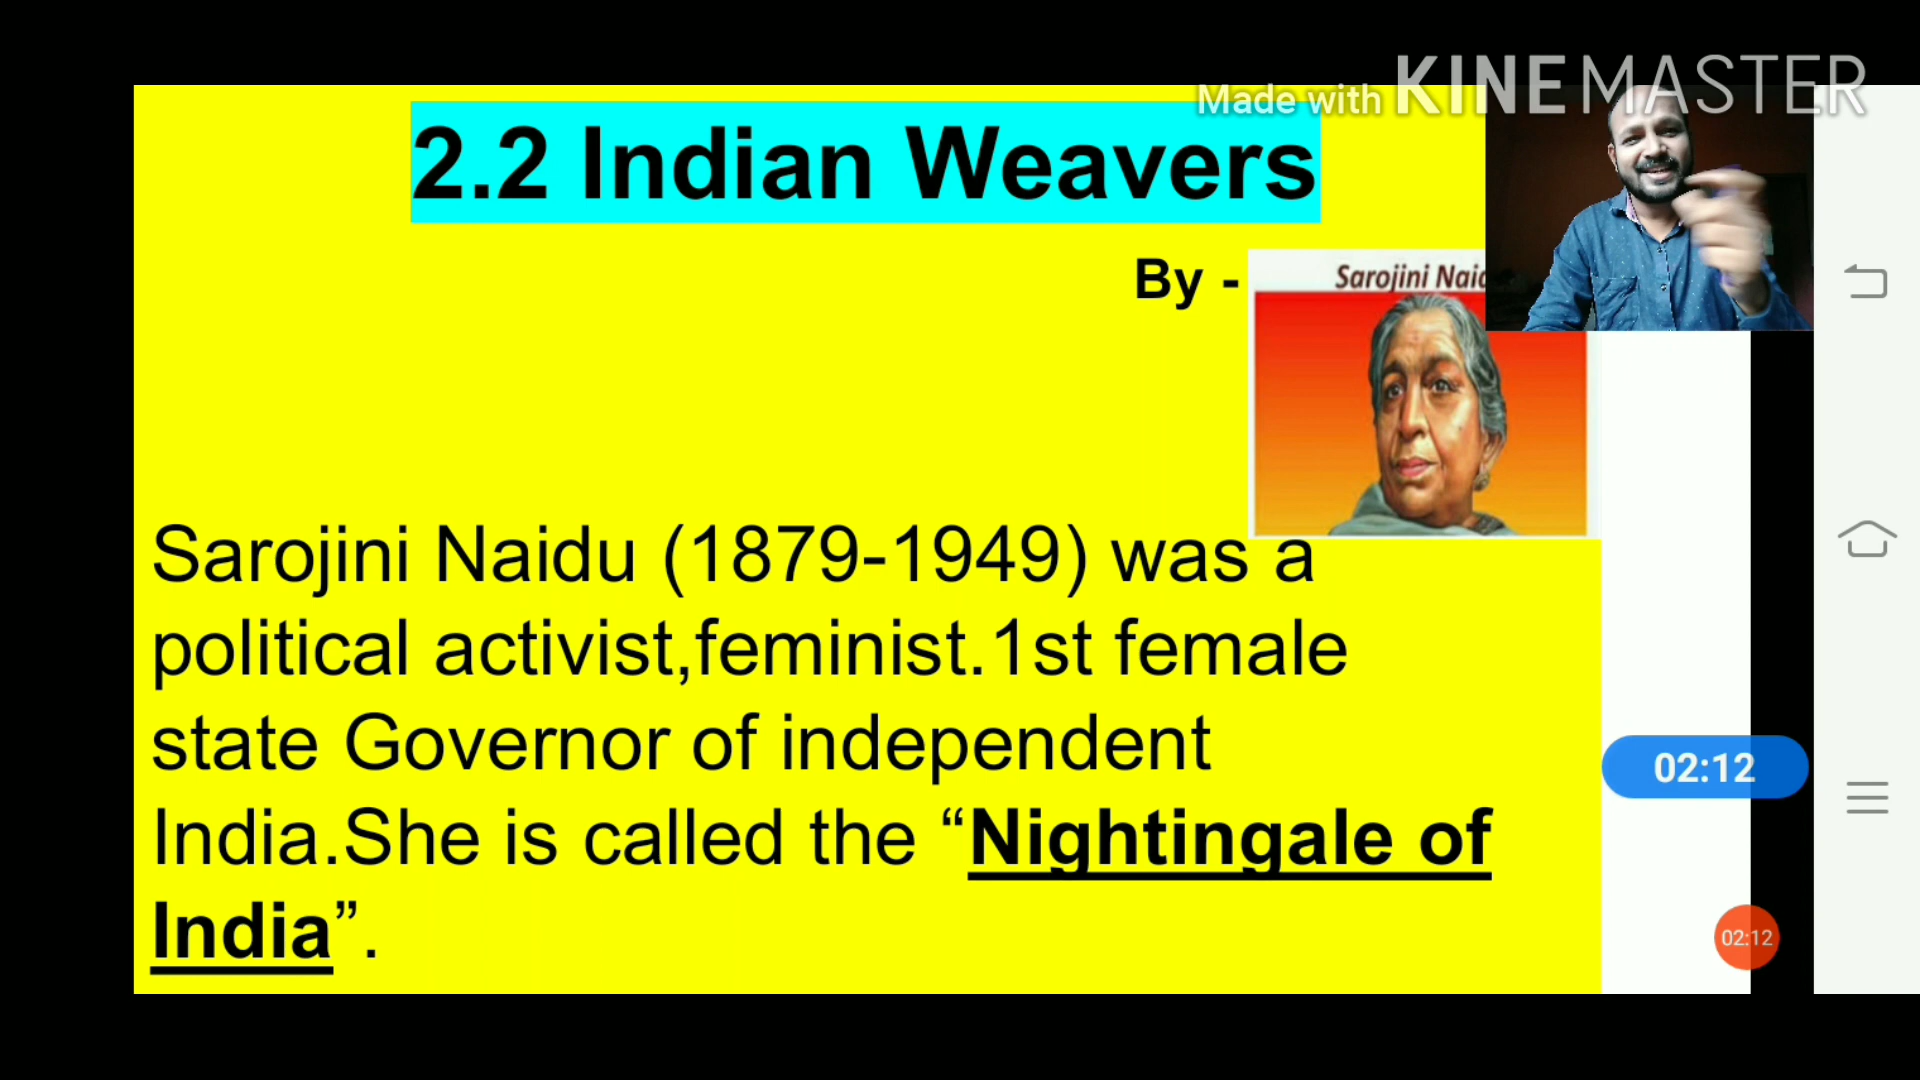 Made with KINEMASTER
2.2 Indian Weavers
By -
Sarojini
Sarojini Naidu (1879-1949) was a
political activist,feminist.1st female
state Governor of independent
India.She is called the “Nightingale of
India”.
02:12
02:12